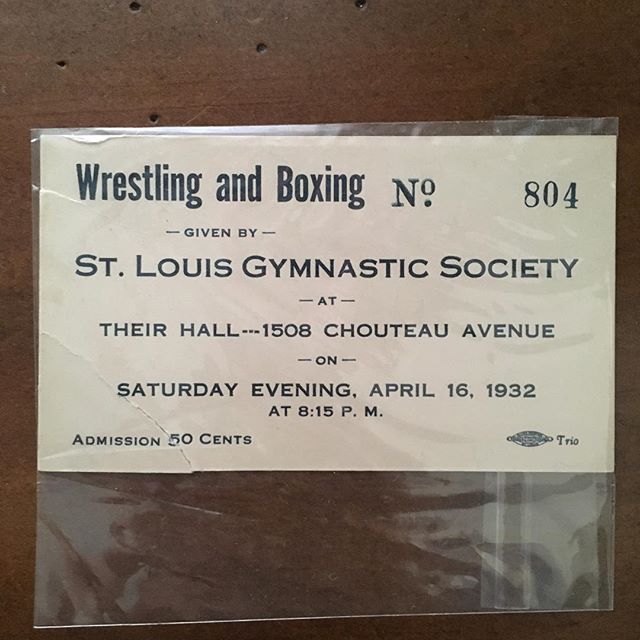 Wrestling and Boxing Nº 804
— GIVEN BY —
ST. LOUIS GYMNASTIC SOCIETY
— AT —
THEIR HALL---1508 CHOUTEAU AVENUE
— ON —
SATURDAY EVENING, APRIL 16, 1932
AT 8:15 P. M.
ADMISSION 50 CENTS Trio